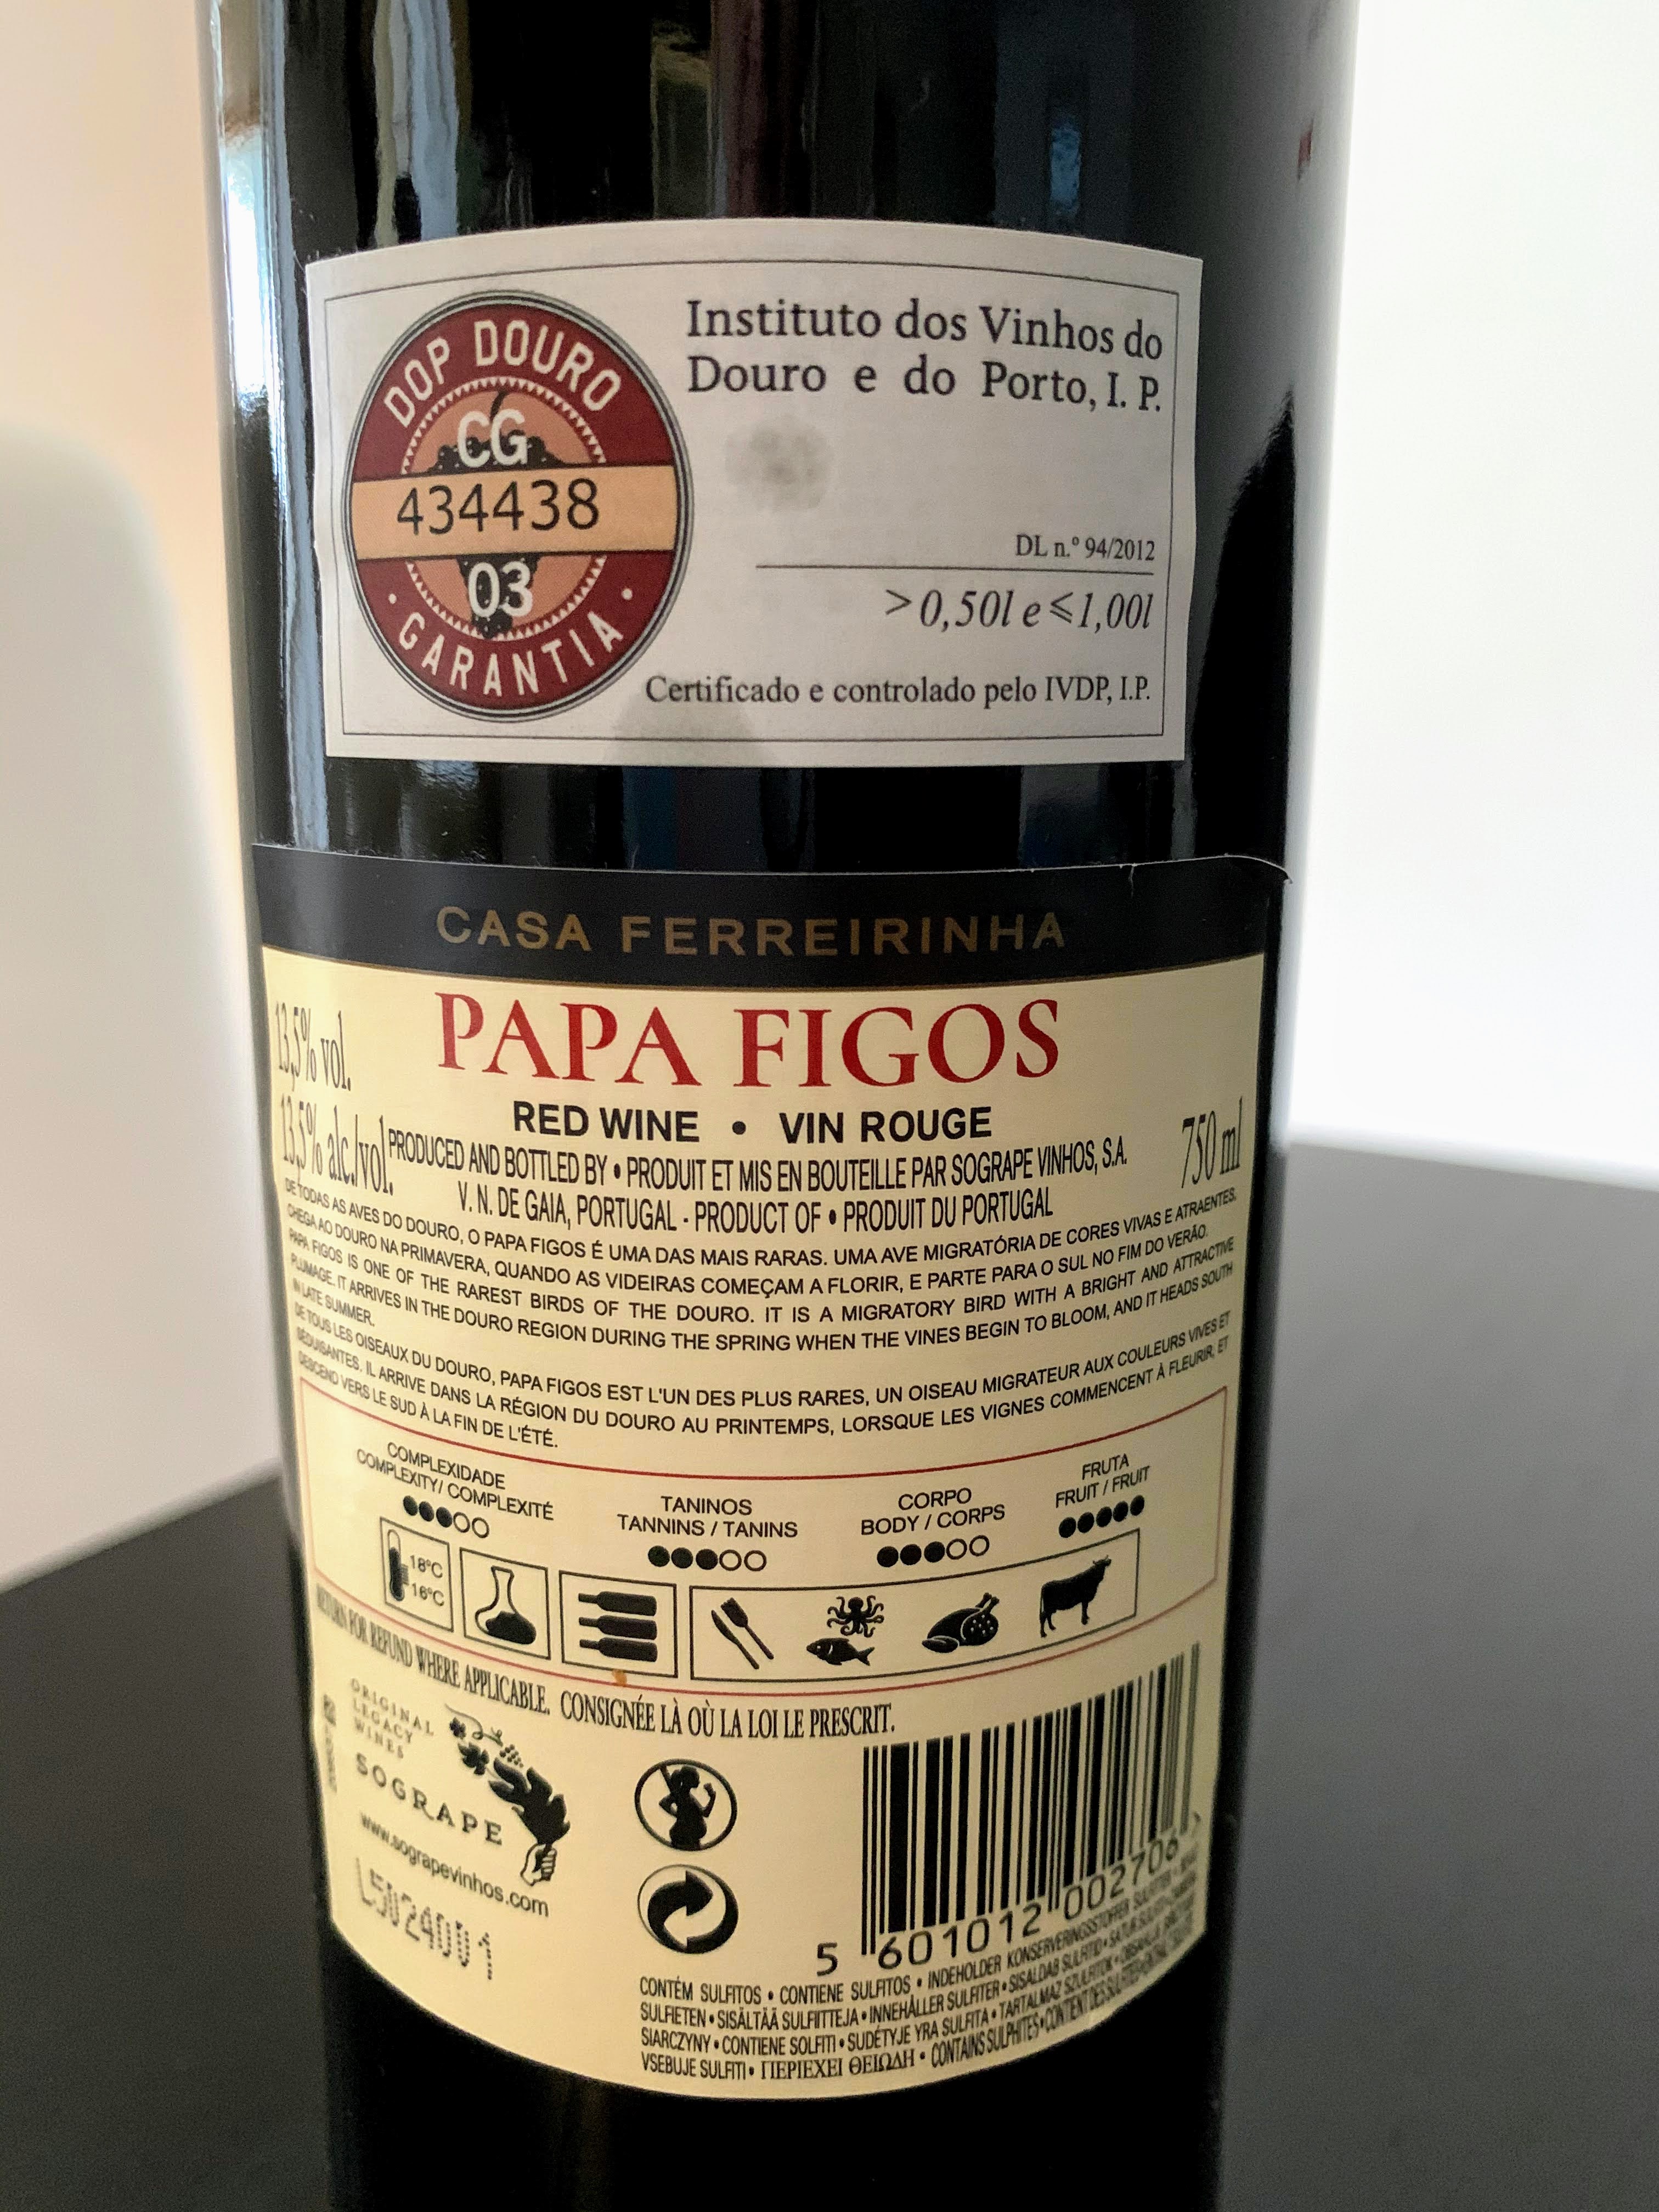 DOP DOURO
CG
434438
03
• GARANTIA •
Instituto dos Vinhos do
Douro e do Porto, I. P.
DL n.º 94/2012
>0,50l e ≤1,00l
Certificado e controlado pelo IVDP, I.P.
CASA FERREIRINHA
PAPA FIGOS
13,5% vol.
RED WINE • VIN ROUGE
13,5% alc./vol.
750 ml
PRODUCED AND BOTTLED BY • PRODUIT ET MIS EN BOUTEILLE PAR SOGRAPE VINHOS, S.A.
V. N. DE GAIA, PORTUGAL - PRODUCT OF • PRODUIT DU PORTUGAL
DE TODAS AS AVES DO DOURO, O PAPA FIGOS É UMA DAS MAIS RARAS. UMA AVE MIGRATÓRIA DE CORES VIVAS E ATRAENTES.
CHEGA AO DOURO NA PRIMAVERA, QUANDO AS VIDEIRAS COMEÇAM A FLORIR, E PARTE PARA O SUL NO FIM DO VERÃO.
PAPA FIGOS IS ONE OF THE RAREST BIRDS OF THE DOURO. IT IS A MIGRATORY BIRD WITH A BRIGHT AND ATTRACTIVE
PLUMAGE. IT ARRIVES IN THE DOURO REGION DURING THE SPRING WHEN THE VINES BEGIN TO BLOOM, AND IT HEADS SOUTH
IN LATE SUMMER.
DE TOUS LES OISEAUX DU DOURO, PAPA FIGOS EST L'UN DES PLUS RARES, UN OISEAU MIGRATEUR AUX COULEURS VIVES ET
SÉDUISANTES. IL ARRIVE DANS LA RÉGION DU DOURO AU PRINTEMPS, LORSQUE LES VIGNES COMMENCENT À FLEURIR, ET
DESCEND VERS LE SUD À LA FIN DE L'ÉTÉ.
COMPLEXIDADE
COMPLEXITY / COMPLEXITÉ
TANINOS
TANNINS / TANINS
CORPO
BODY / CORPS
FRUTA
FRUIT / FRUIT
18ºC
16ºC
RETURN FOR REFUND WHERE APPLICABLE. CONSIGNÉE LÀ OÙ LA LOI LE PRESCRIT.
ORIGINAL
LEGACY
WINES
SOGRAPE
www.sograpevinhos.com
L5024001
5 601012 002706 >
CONTÉM SULFITOS • CONTIENE SULFITOS • INDEHOLDER KONSERVERINGSSTOFFER SULFITTER
SULFIETEN • SISÄLTÄÄ SULFIITTEJA • INNEHÅLLER SULFITER • SISALDAB SULFITID
SIARCZYNY • CONTIENE SOLFITI • SUDĖTYJE YRA SULFITA • TARTALMAZ SZULFITOK
VSEBUJE SULFITI • ΠΕΡΙΕΧΕΙ ΘΕΙΩΔΗ • CONTAINS SULPHITES • CONTIENT DES SULFITES